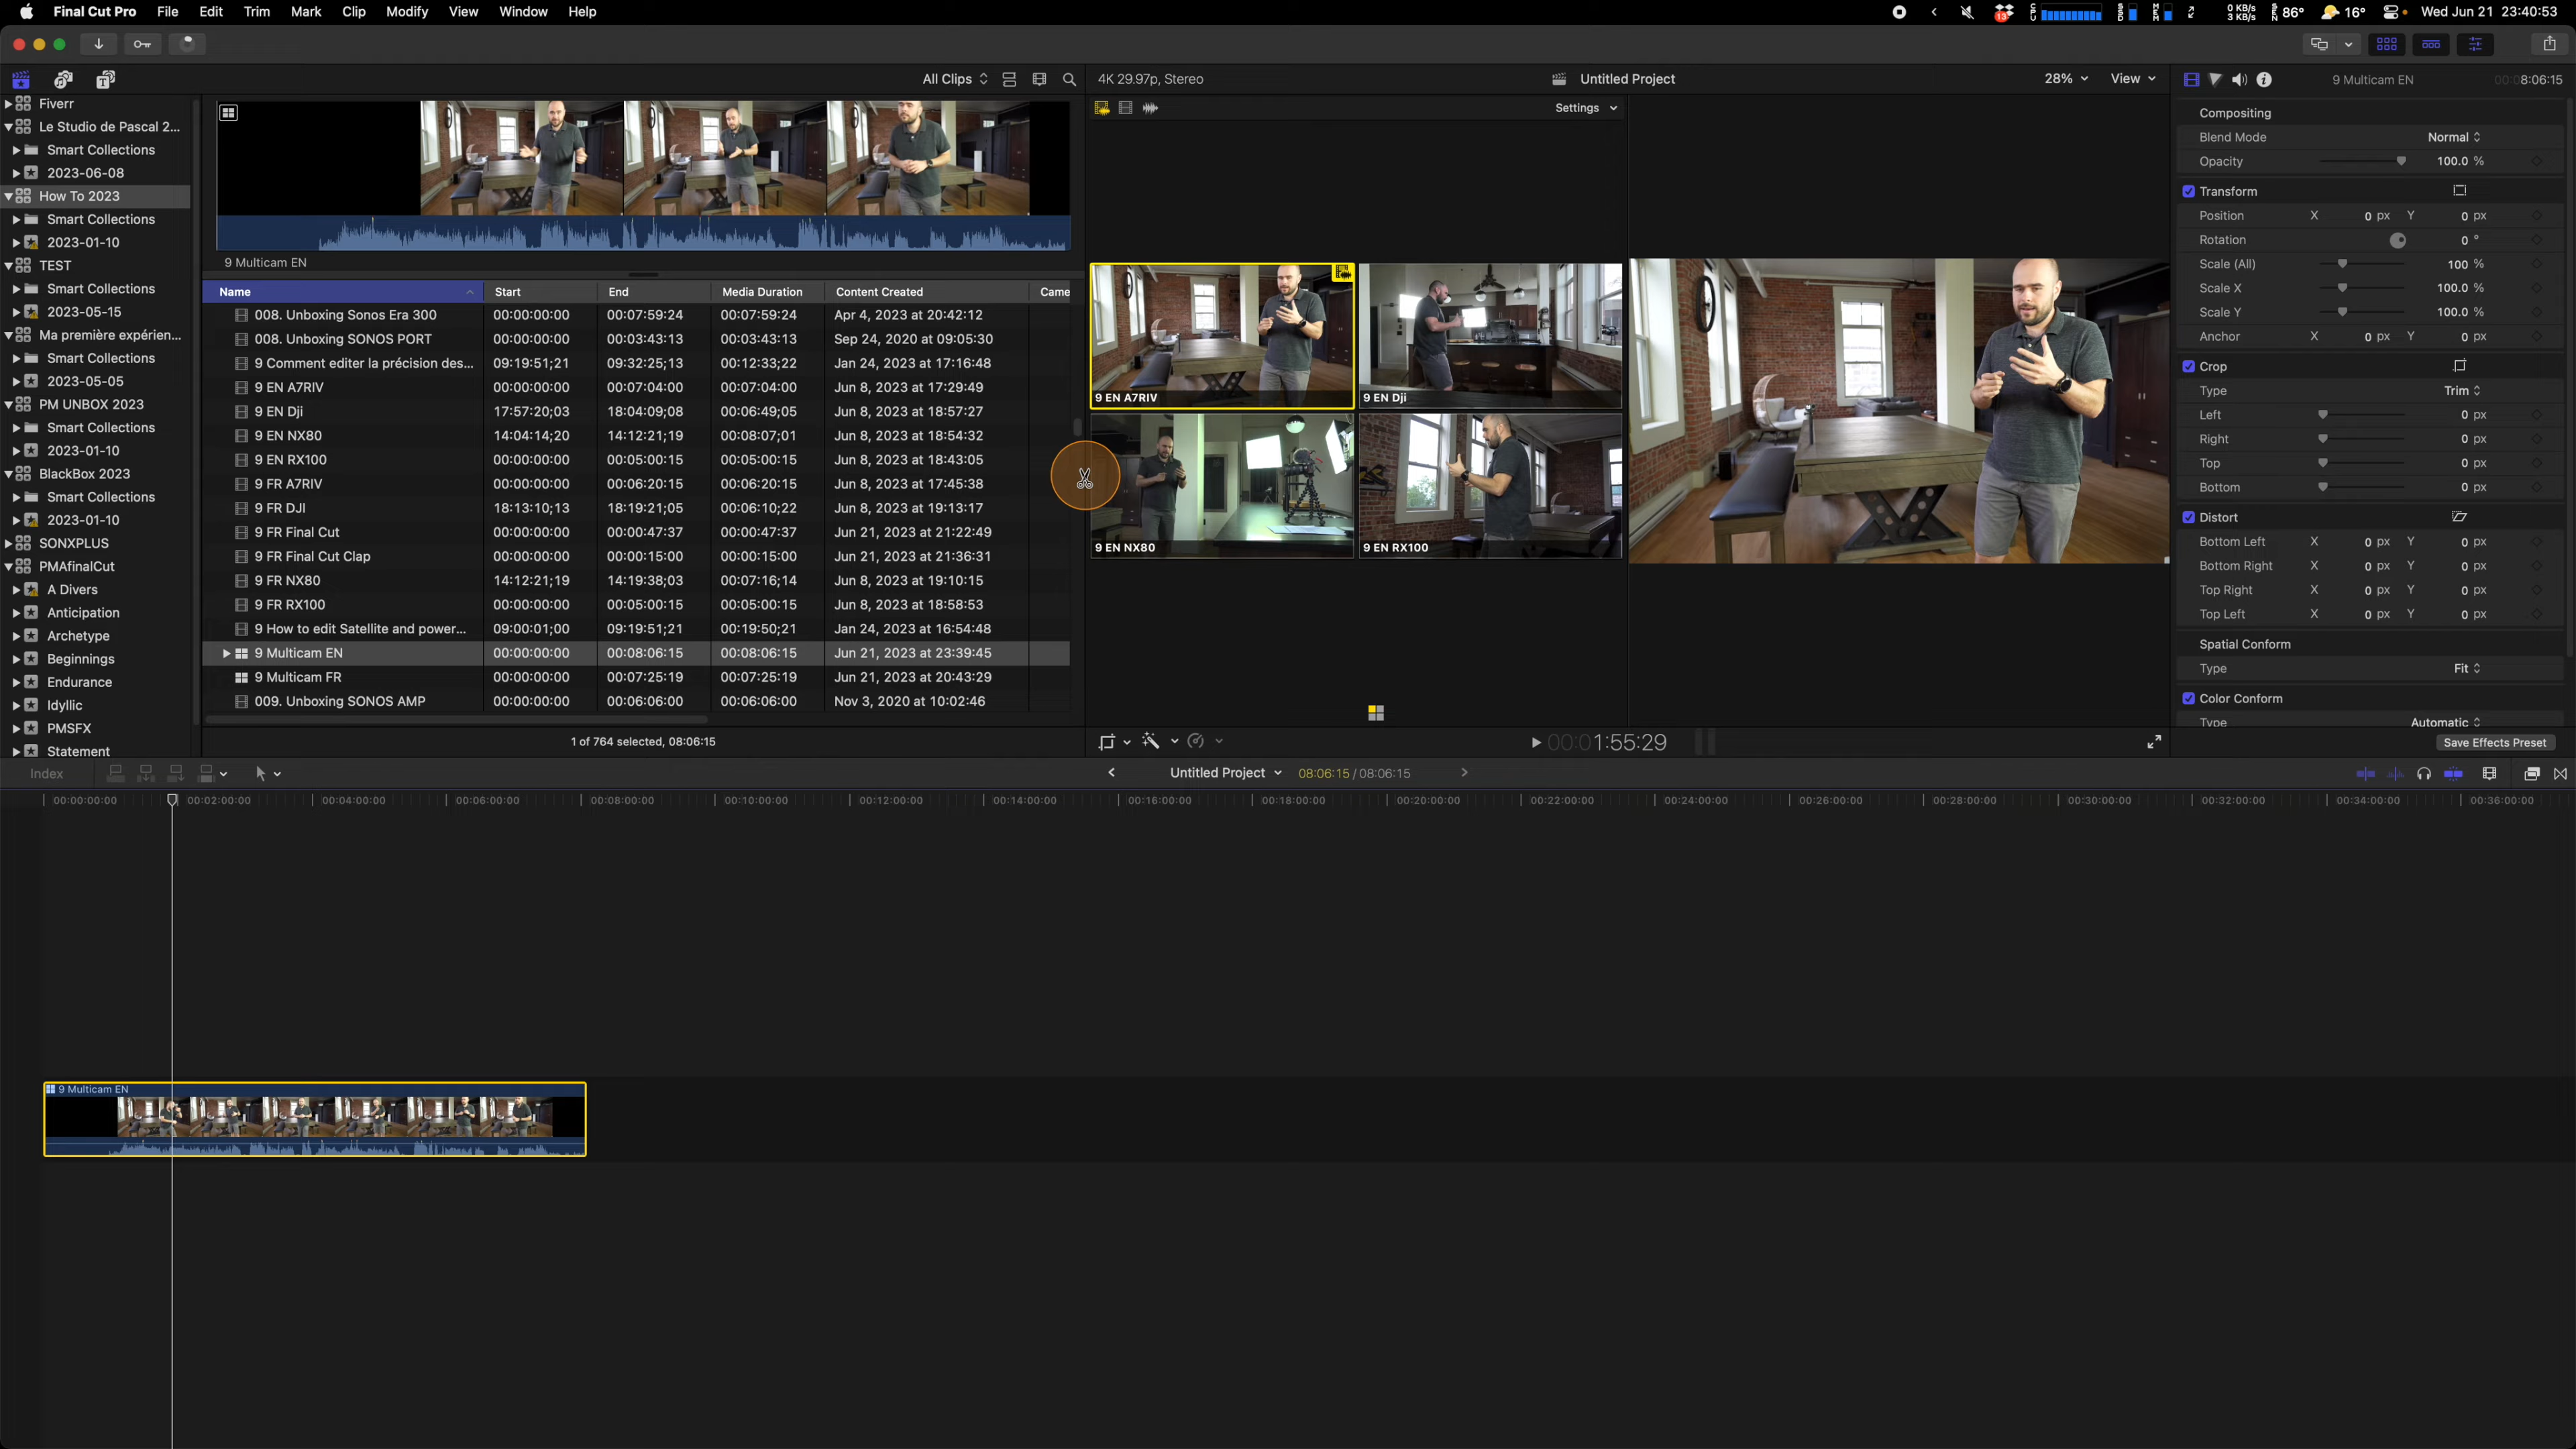 Final Cut Pro File Edit Trim Mark Clip Modify View Window Help
13 CPU SSD MEM 0 KB/s 3 KB/s SEN 86° 16° Wed Jun 21 23:40:53
All Clips
4K 29.97p, Stereo
Untitled Project
28% View
9 Multicam EN 00:08:06:15
Fiverr
Le Studio de Pascal 2...
Smart Collections
2023-06-08
How To 2023
Smart Collections
2023-01-10
TEST
Smart Collections
2023-05-15
Ma première expérien...
Smart Collections
2023-05-05
PM UNBOX 2023
Smart Collections
2023-01-10
BlackBox 2023
Smart Collections
2023-01-10
SONXPLUS
PMAfinalCut
A Divers
Anticipation
Archetype
Beginnings
Endurance
Idyllic
PMSFX
Statement
9 Multicam EN
Name Start End Media Duration Content Created Came
008. Unboxing Sonos Era 300 00:00:00:00 00:07:59:24 00:07:59:24 Apr 4, 2023 at 20:42:12
008. Unboxing SONOS PORT 00:00:00:00 00:03:43:13 00:03:43:13 Sep 24, 2020 at 09:05:30
9 Comment editer la précision des... 09:19:51;21 09:32:25;13 00:12:33;22 Jan 24, 2023 at 17:16:48
9 EN A7RIV 00:00:00:00 00:07:04:00 00:07:04:00 Jun 8, 2023 at 17:29:49
9 EN Dji 17:57:20;03 18:04:09;08 00:06:49;05 Jun 8, 2023 at 18:57:27
9 EN NX80 14:04:14;20 14:12:21;19 00:08:07;01 Jun 8, 2023 at 18:54:32
9 EN RX100 00:00:00:00 00:05:00:15 00:05:00:15 Jun 8, 2023 at 18:43:05
9 FR A7RIV 00:00:00:00 00:06:20:15 00:06:20:15 Jun 8, 2023 at 17:45:38
9 FR DJI 18:13:10;13 18:19:21;05 00:06:10;22 Jun 8, 2023 at 19:13:17
9 FR Final Cut 00:00:00:00 00:00:47:37 00:00:47:37 Jun 21, 2023 at 21:22:49
9 FR Final Cut Clap 00:00:00:00 00:00:15:00 00:00:15:00 Jun 21, 2023 at 21:36:31
9 FR NX80 14:12:21;19 14:19:38;03 00:07:16;14 Jun 8, 2023 at 19:10:15
9 FR RX100 00:00:00:00 00:05:00:15 00:05:00:15 Jun 8, 2023 at 18:58:53
9 How to edit Satellite and power... 09:00:01;00 09:19:51;21 00:19:50;21 Jan 24, 2023 at 16:54:48
9 Multicam EN 00:00:00:00 00:08:06:15 00:08:06:15 Jun 21, 2023 at 23:39:45
9 Multicam FR 00:00:00:00 00:07:25:19 00:07:25:19 Jun 21, 2023 at 20:43:29
009. Unboxing SONOS AMP 00:00:00:00 00:06:06:00 00:06:06:00 Nov 3, 2020 at 10:02:46
1 of 764 selected, 08:06:15
Settings
9 EN A7RIV
9 EN Dji
9 EN NX80
9 EN RX100
00:01:55:29
Compositing
Blend Mode Normal
Opacity 100.0 %
Transform
Position X 0 px Y 0 px
Rotation 0 °
Scale (All) 100 %
Scale X 100.0 %
Scale Y 100.0 %
Anchor X 0 px Y 0 px
Crop
Type Trim
Left 0 px
Right 0 px
Top 0 px
Bottom 0 px
Distort
Bottom Left X 0 px Y 0 px
Bottom Right X 0 px Y 0 px
Top Right X 0 px Y 0 px
Top Left X 0 px Y 0 px
Spatial Conform
Type Fit
Color Conform
Type Automatic
Save Effects Preset
Index
Untitled Project 08:06:15 / 08:06:15
00:00:00:00 00:02:00:00 00:04:00:00 00:06:00:00 00:08:00:00 00:10:00:00 00:12:00:00 00:14:00:00 00:16:00:00 00:18:00:00 00:20:00:00 00:22:00:00 00:24:00:00 00:26:00:00 00:28:00:00 00:30:00:00 00:32:00:00 00:34:00:00 00:36:00:00
9 Multicam EN